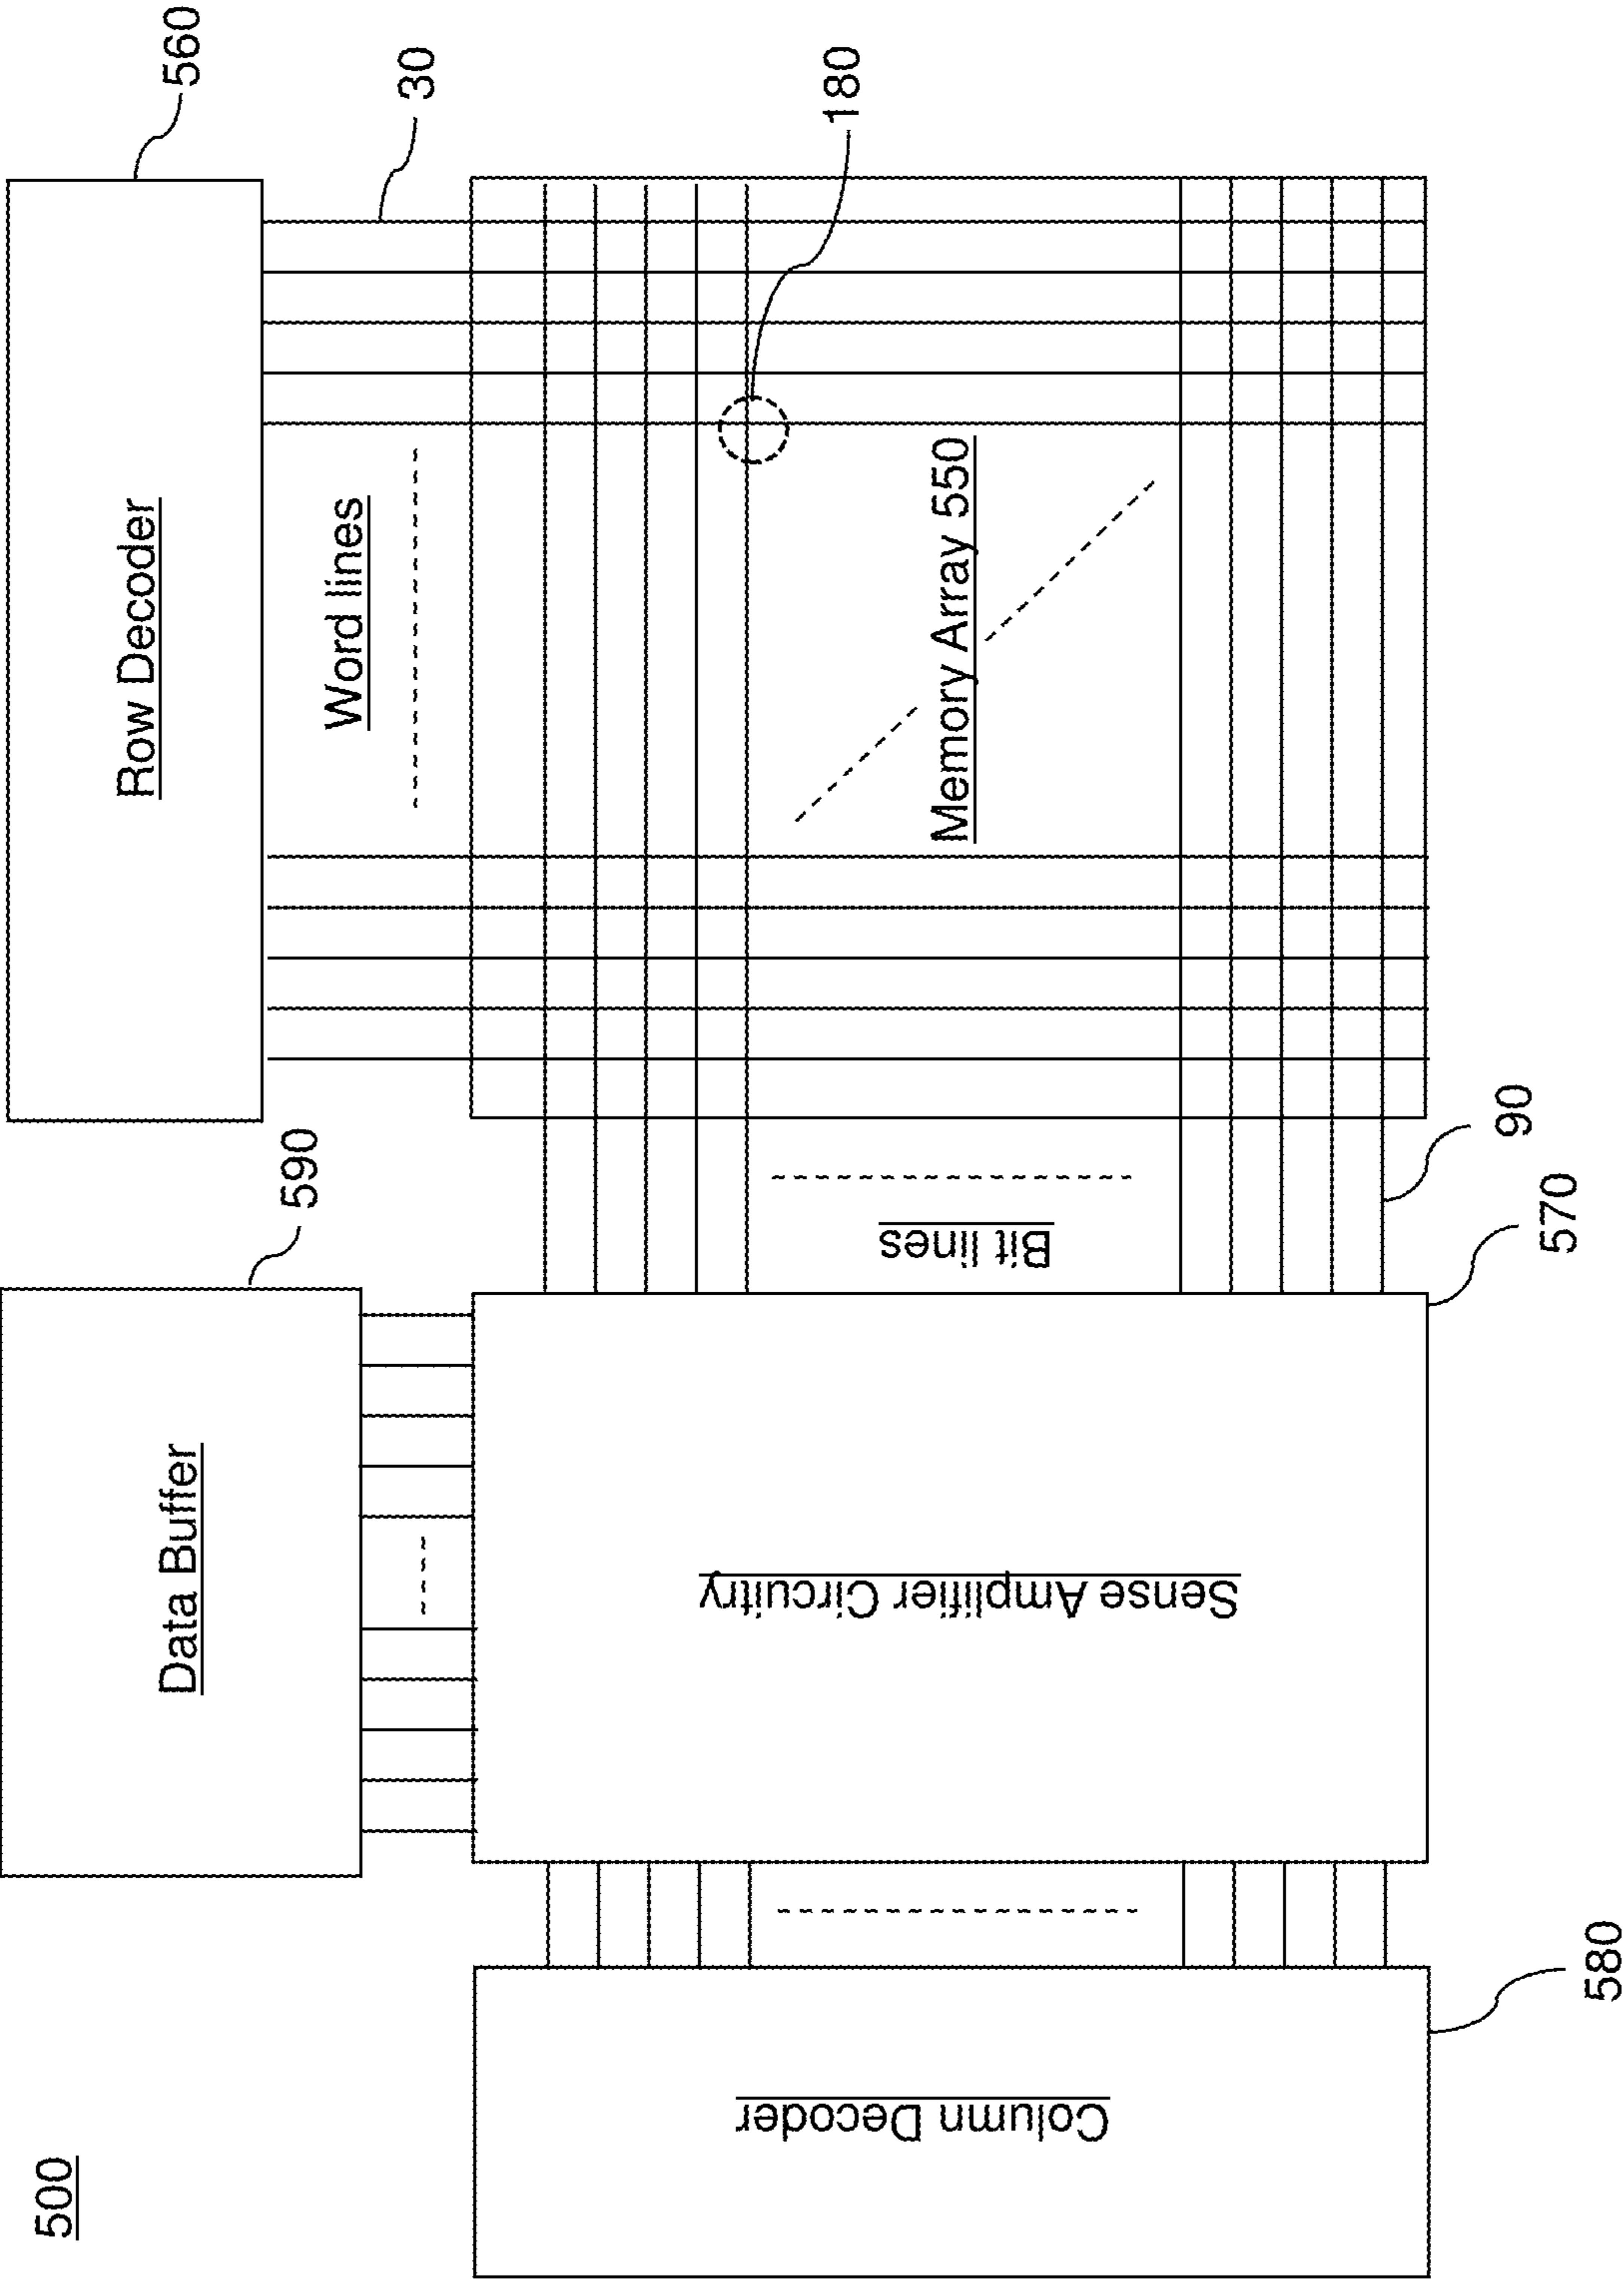 500
Column Decoder
580
Data Buffer
590
Sense Amplifier Circuitry
570
Bit lines
90
Row Decoder
560
Word lines
30
Memory Array 550
180